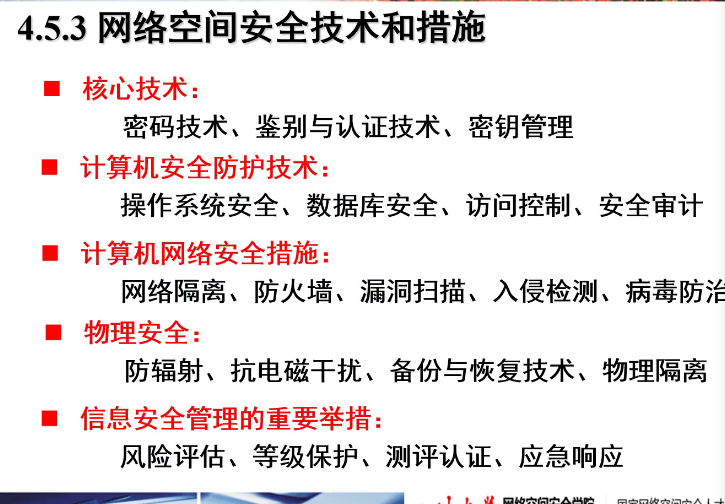 4.5.3 网络空间安全技术和措施
核心技术：
密码技术、鉴别与认证技术、密钥管理
计算机安全防护技术：
操作系统安全、数据库安全、访问控制、安全审计
计算机网络安全措施：
网络隔离、防火墙、漏洞扫描、入侵检测、病毒防治
物理安全：
防辐射、抗电磁干扰、备份与恢复技术、物理隔离
信息安全管理的重要举措：
风险评估、等级保护、测评认证、应急响应
网络空间安全学院